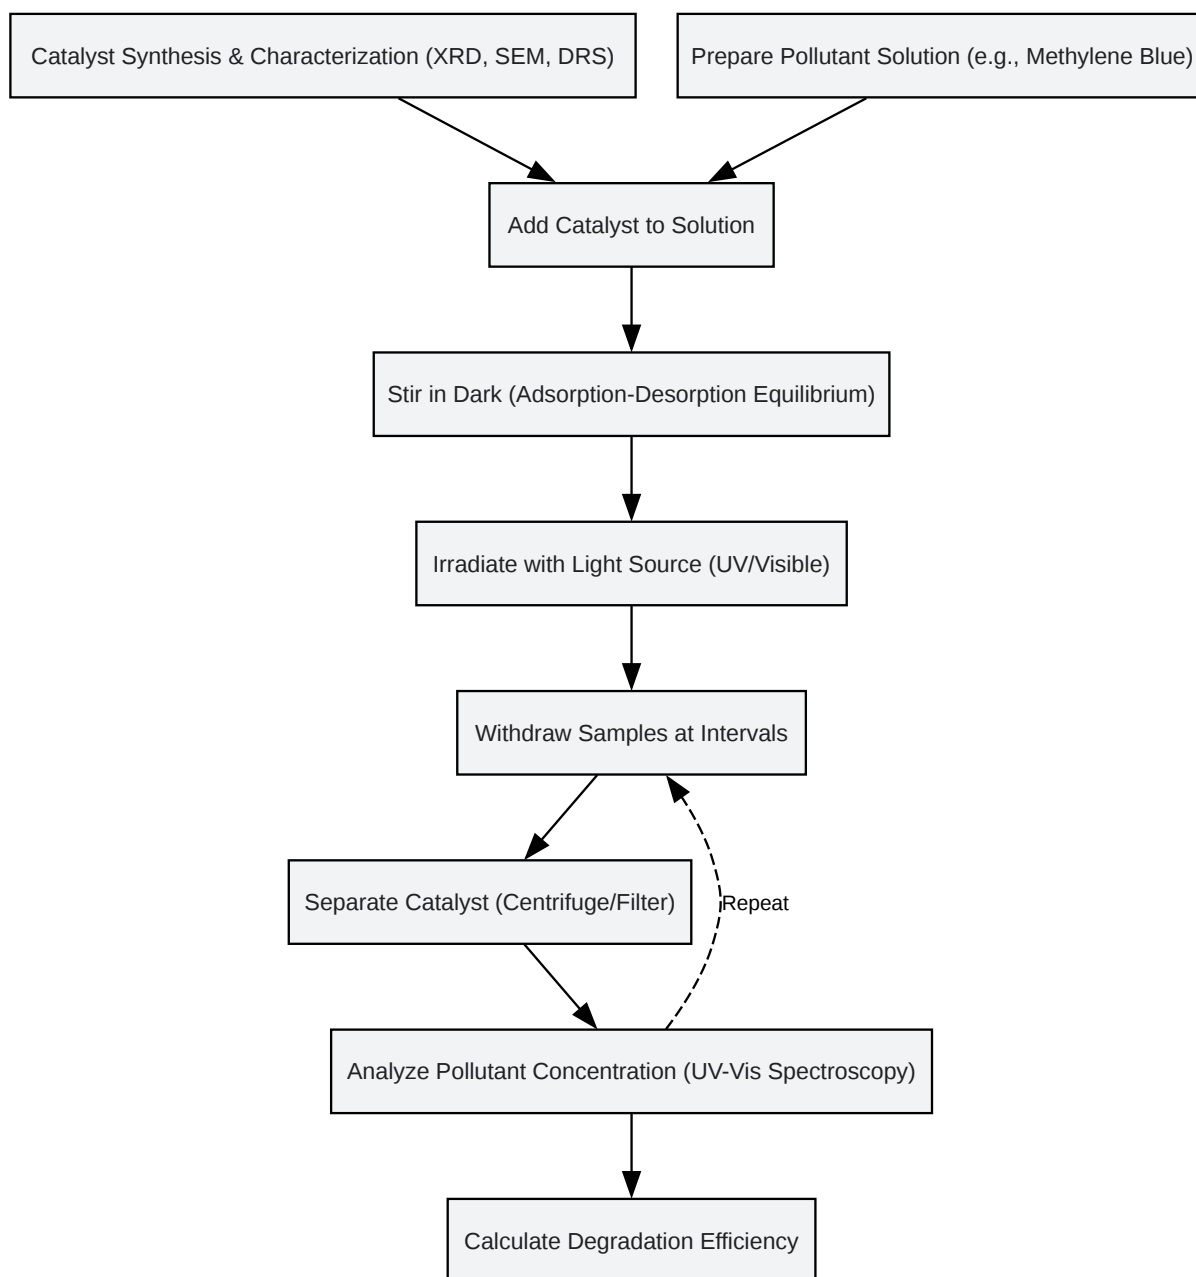 Catalyst Synthesis & Characterization (XRD, SEM, DRS)
Prepare Pollutant Solution (e.g., Methylene Blue)
Add Catalyst to Solution
Stir in Dark (Adsorption-Desorption Equilibrium)
Irradiate with Light Source (UV/Visible)
Withdraw Samples at Intervals
Separate Catalyst (Centrifuge/Filter)
Repeat
Analyze Pollutant Concentration (UV-Vis Spectroscopy)
Calculate Degradation Efficiency